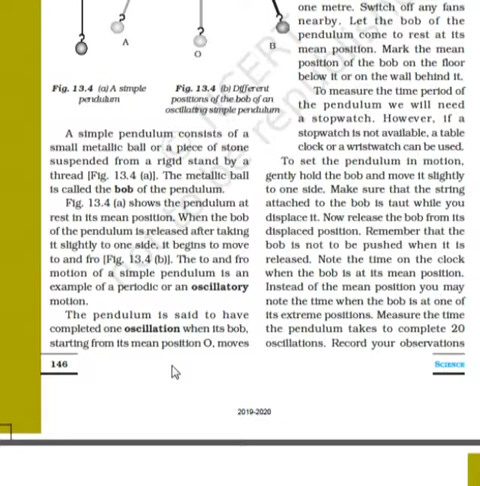 A
O
B
Fig. 13.4 (a) A simple
pendulum
Fig. 13.4 (b) Different
positions of the bob of an
oscillating simple pendulum
A simple pendulum consists of a
small metallic ball or a piece of stone
suspended from a rigid stand by a
thread [Fig. 13.4 (a)]. The metallic ball
is called the bob of the pendulum.
Fig. 13.4 (a) shows the pendulum at
rest in its mean position. When the bob
of the pendulum is released after taking
it slightly to one side, it begins to move
to and fro [Fig. 13.4 (b)]. The to and fro
motion of a simple pendulum is an
example of a periodic or an oscillatory
motion.
The pendulum is said to have
completed one oscillation when its bob,
starting from its mean position O, moves
146
one metre. Switch off any fans
nearby. Let the bob of the
pendulum come to rest at its
mean position. Mark the mean
position of the bob on the floor
below it or on the wall behind it.
To measure the time period of
the pendulum we will need
a stopwatch. However, if a
stopwatch is not available, a table
clock or a wristwatch can be used.
To set the pendulum in motion,
gently hold the bob and move it slightly
to one side. Make sure that the string
attached to the bob is taut while you
displace it. Now release the bob from its
displaced position. Remember that the
bob is not to be pushed when it is
released. Note the time on the clock
when the bob is at its mean position.
Instead of the mean position you may
note the time when the bob is at one of
its extreme positions. Measure the time
the pendulum takes to complete 20
oscillations. Record your observations
SCIENCE
2019-2020